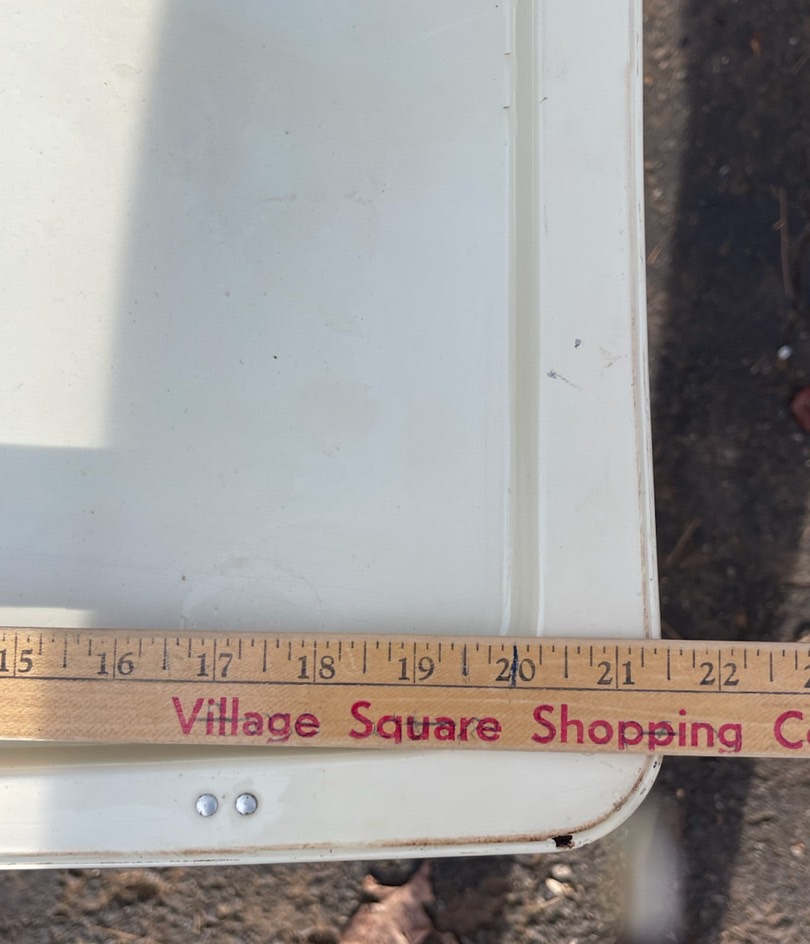 15 16 17 18 19 20 21 22
Village Square Shopping